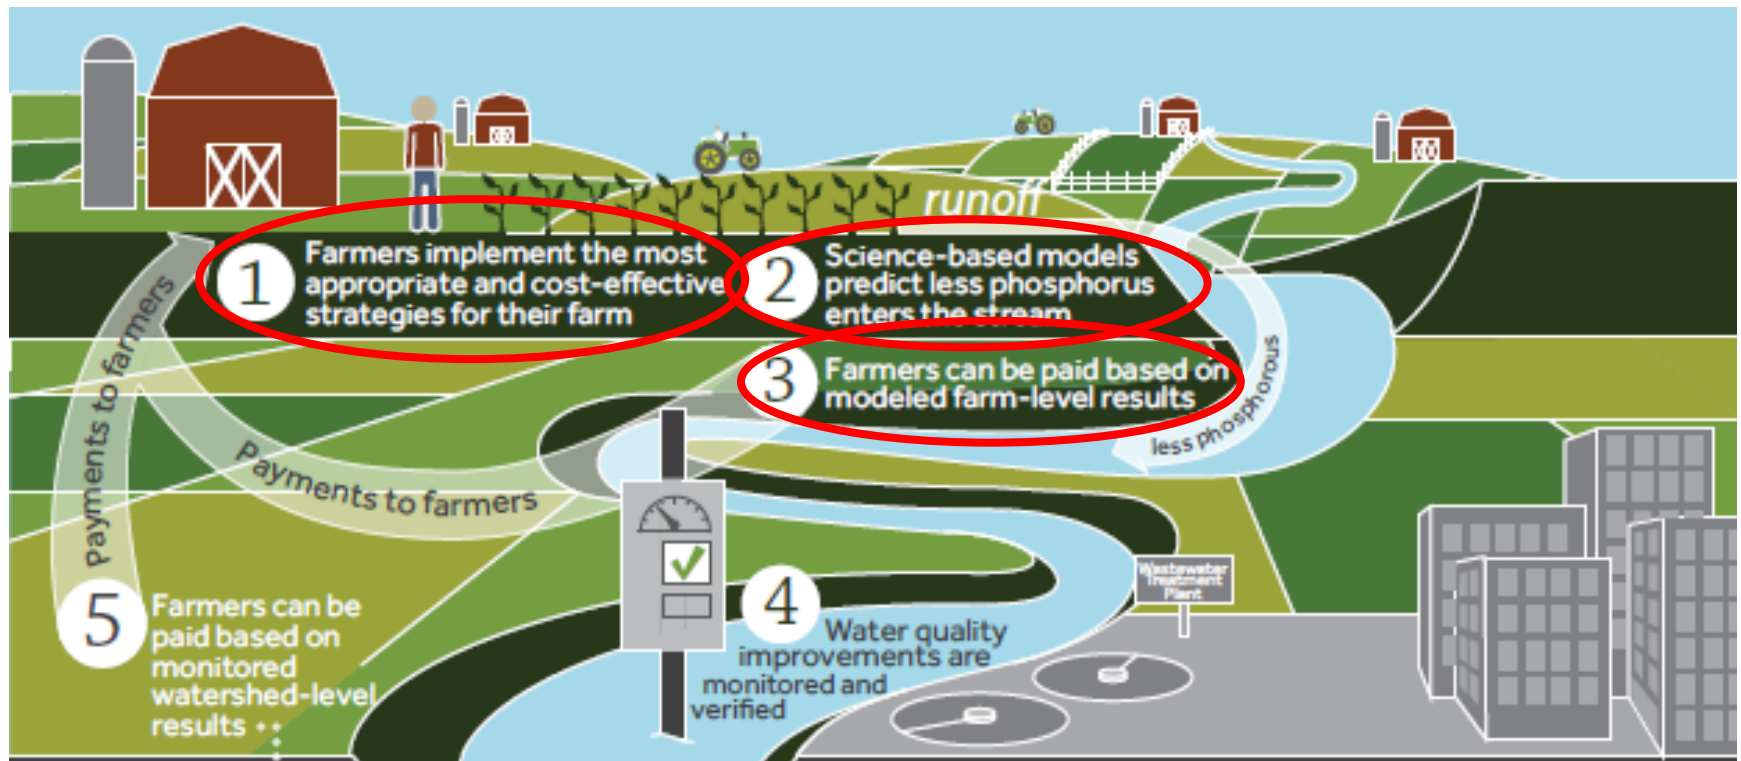 runoff
1
Farmers implement the most
appropriate and cost-effective
strategies for their farm
2
Science-based models
predict less phosphorus
enters the stream
3
Farmers can be paid based on
modeled farm-level results
less phosphorous
Payments to farmers
Payments to farmers
4
Water quality
improvements are
monitored and
verified
Wastewater
Treatment
Plant
5
Farmers can be
paid based on
monitored
watershed-level
results